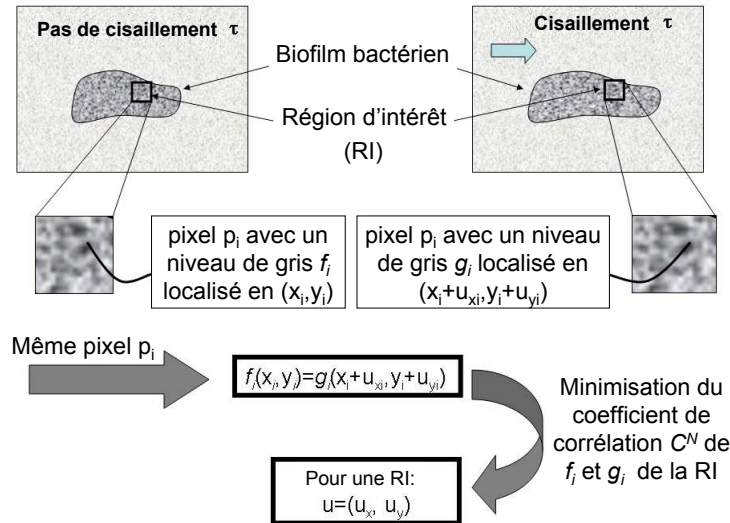 Pas de cisaillement τ
Cisaillement τ
Biofilm bactérien
Région d'intérêt
(RI)
pixel pᵢ avec un
niveau de gris fᵢ
localisé en (xᵢ,yᵢ)
pixel pᵢ avec un niveau
de gris gᵢ localisé en
(xᵢ+uₓᵢ,yᵢ+u_yᵢ)
Même pixel pᵢ
fᵢ(xᵢ,yᵢ)=gᵢ(xᵢ+uₓᵢ,yᵢ+u_yᵢ)
Minimisation du
coefficient de
corrélation Cᴺ de
fᵢ et gᵢ de la RI
Pour une RI:
u=(uₓ, u_y)